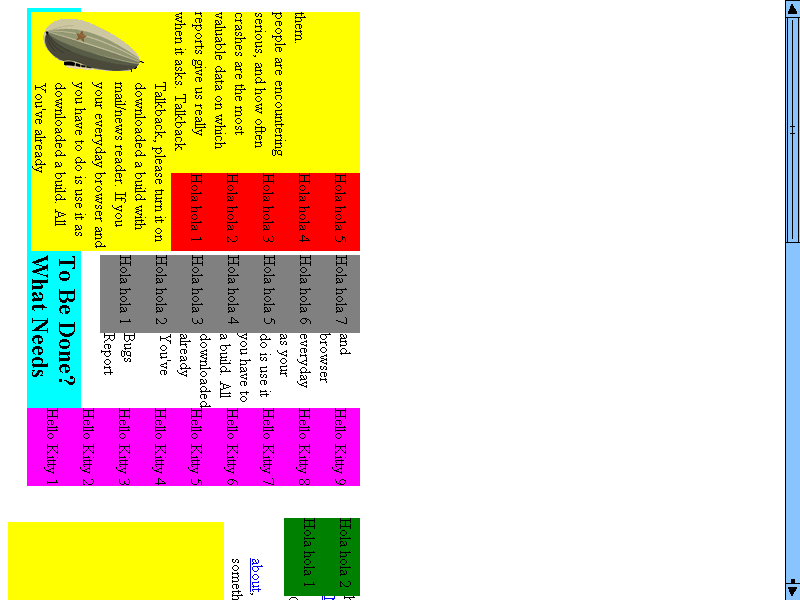 You've already
downloaded a build. All
you have to do is use it as
your everyday browser and
mail/news reader. If you
downloaded a build with
Talkback, please turn it on
when it asks. Talkback
reports give us really
valuable data on which
crashes are the most
serious, and how often
people are encountering
them.
Hola hola 1
Hola hola 2
Hola hola 3
Hola hola 4
Hola hola 5
What Needs
To Be Done?
Hola hola 1
Hola hola 2
Hola hola 3
Hola hola 4
Hola hola 5
Hola hola 6
Hola hola 7
Report
Bugs
You've
already
downloaded
a build. All
you have to
do is use it
as your
everyday
browser
and
Hello Kitty 1
Hello Kitty 2
Hello Kitty 3
Hello Kitty 4
Hello Kitty 5
Hello Kitty 6
Hello Kitty 7
Hello Kitty 8
Hello Kitty 9
Hola hola 1
Hola hola 2
someth
about,